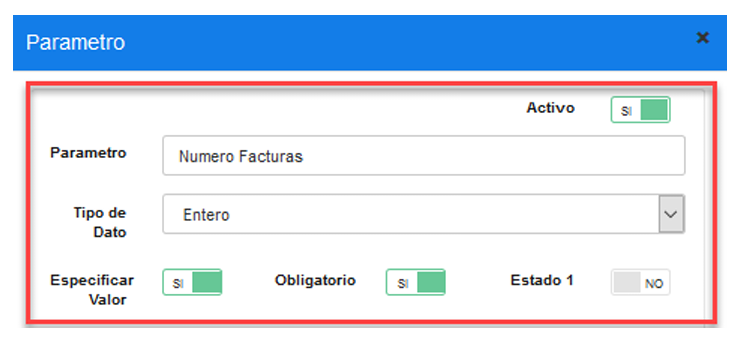 Parametro ×
Activo SI
Parametro Numero Facturas
Tipo de
Dato Entero
Especificar
Valor SI Obligatorio SI Estado 1 NO